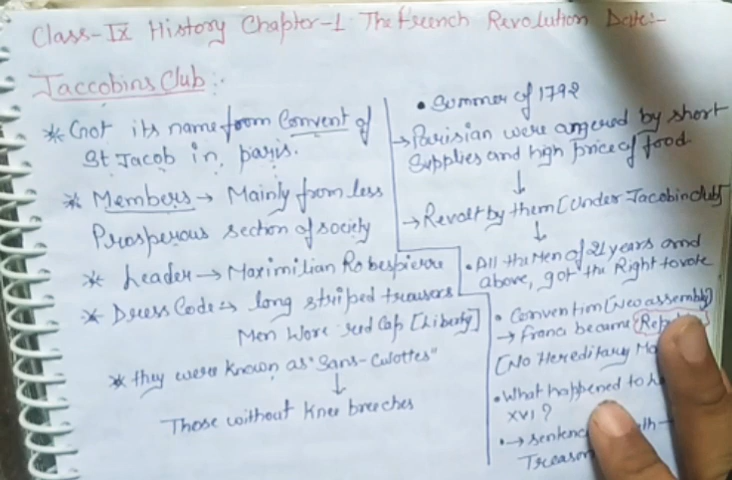 Class-IX History Chapter-1 The French Revolution Date:-
Jaccobins Club:-
* Got its name from Convent of
St Jacob in paris.
* Members → Mainly from less
Prosperous section of society
* Leader → Maximilian Robespierre
* Dress Code → long striped trousers
Men Wore red Cap [Liberty]
* they were known as "Sans-Culottes"
↓
Those without Knee breeches
• Summer of 1792
→ Parisian were angered by short
Supplies and high price of food
↓
→ Revolt by them [Under Jacobin club]
↓
• All the Men of 21 years and
above, got the Right to vote
• Convention [New assembly]
→ Franc became
[No Hereditary
• What happened to
XVI?
• →
Treason